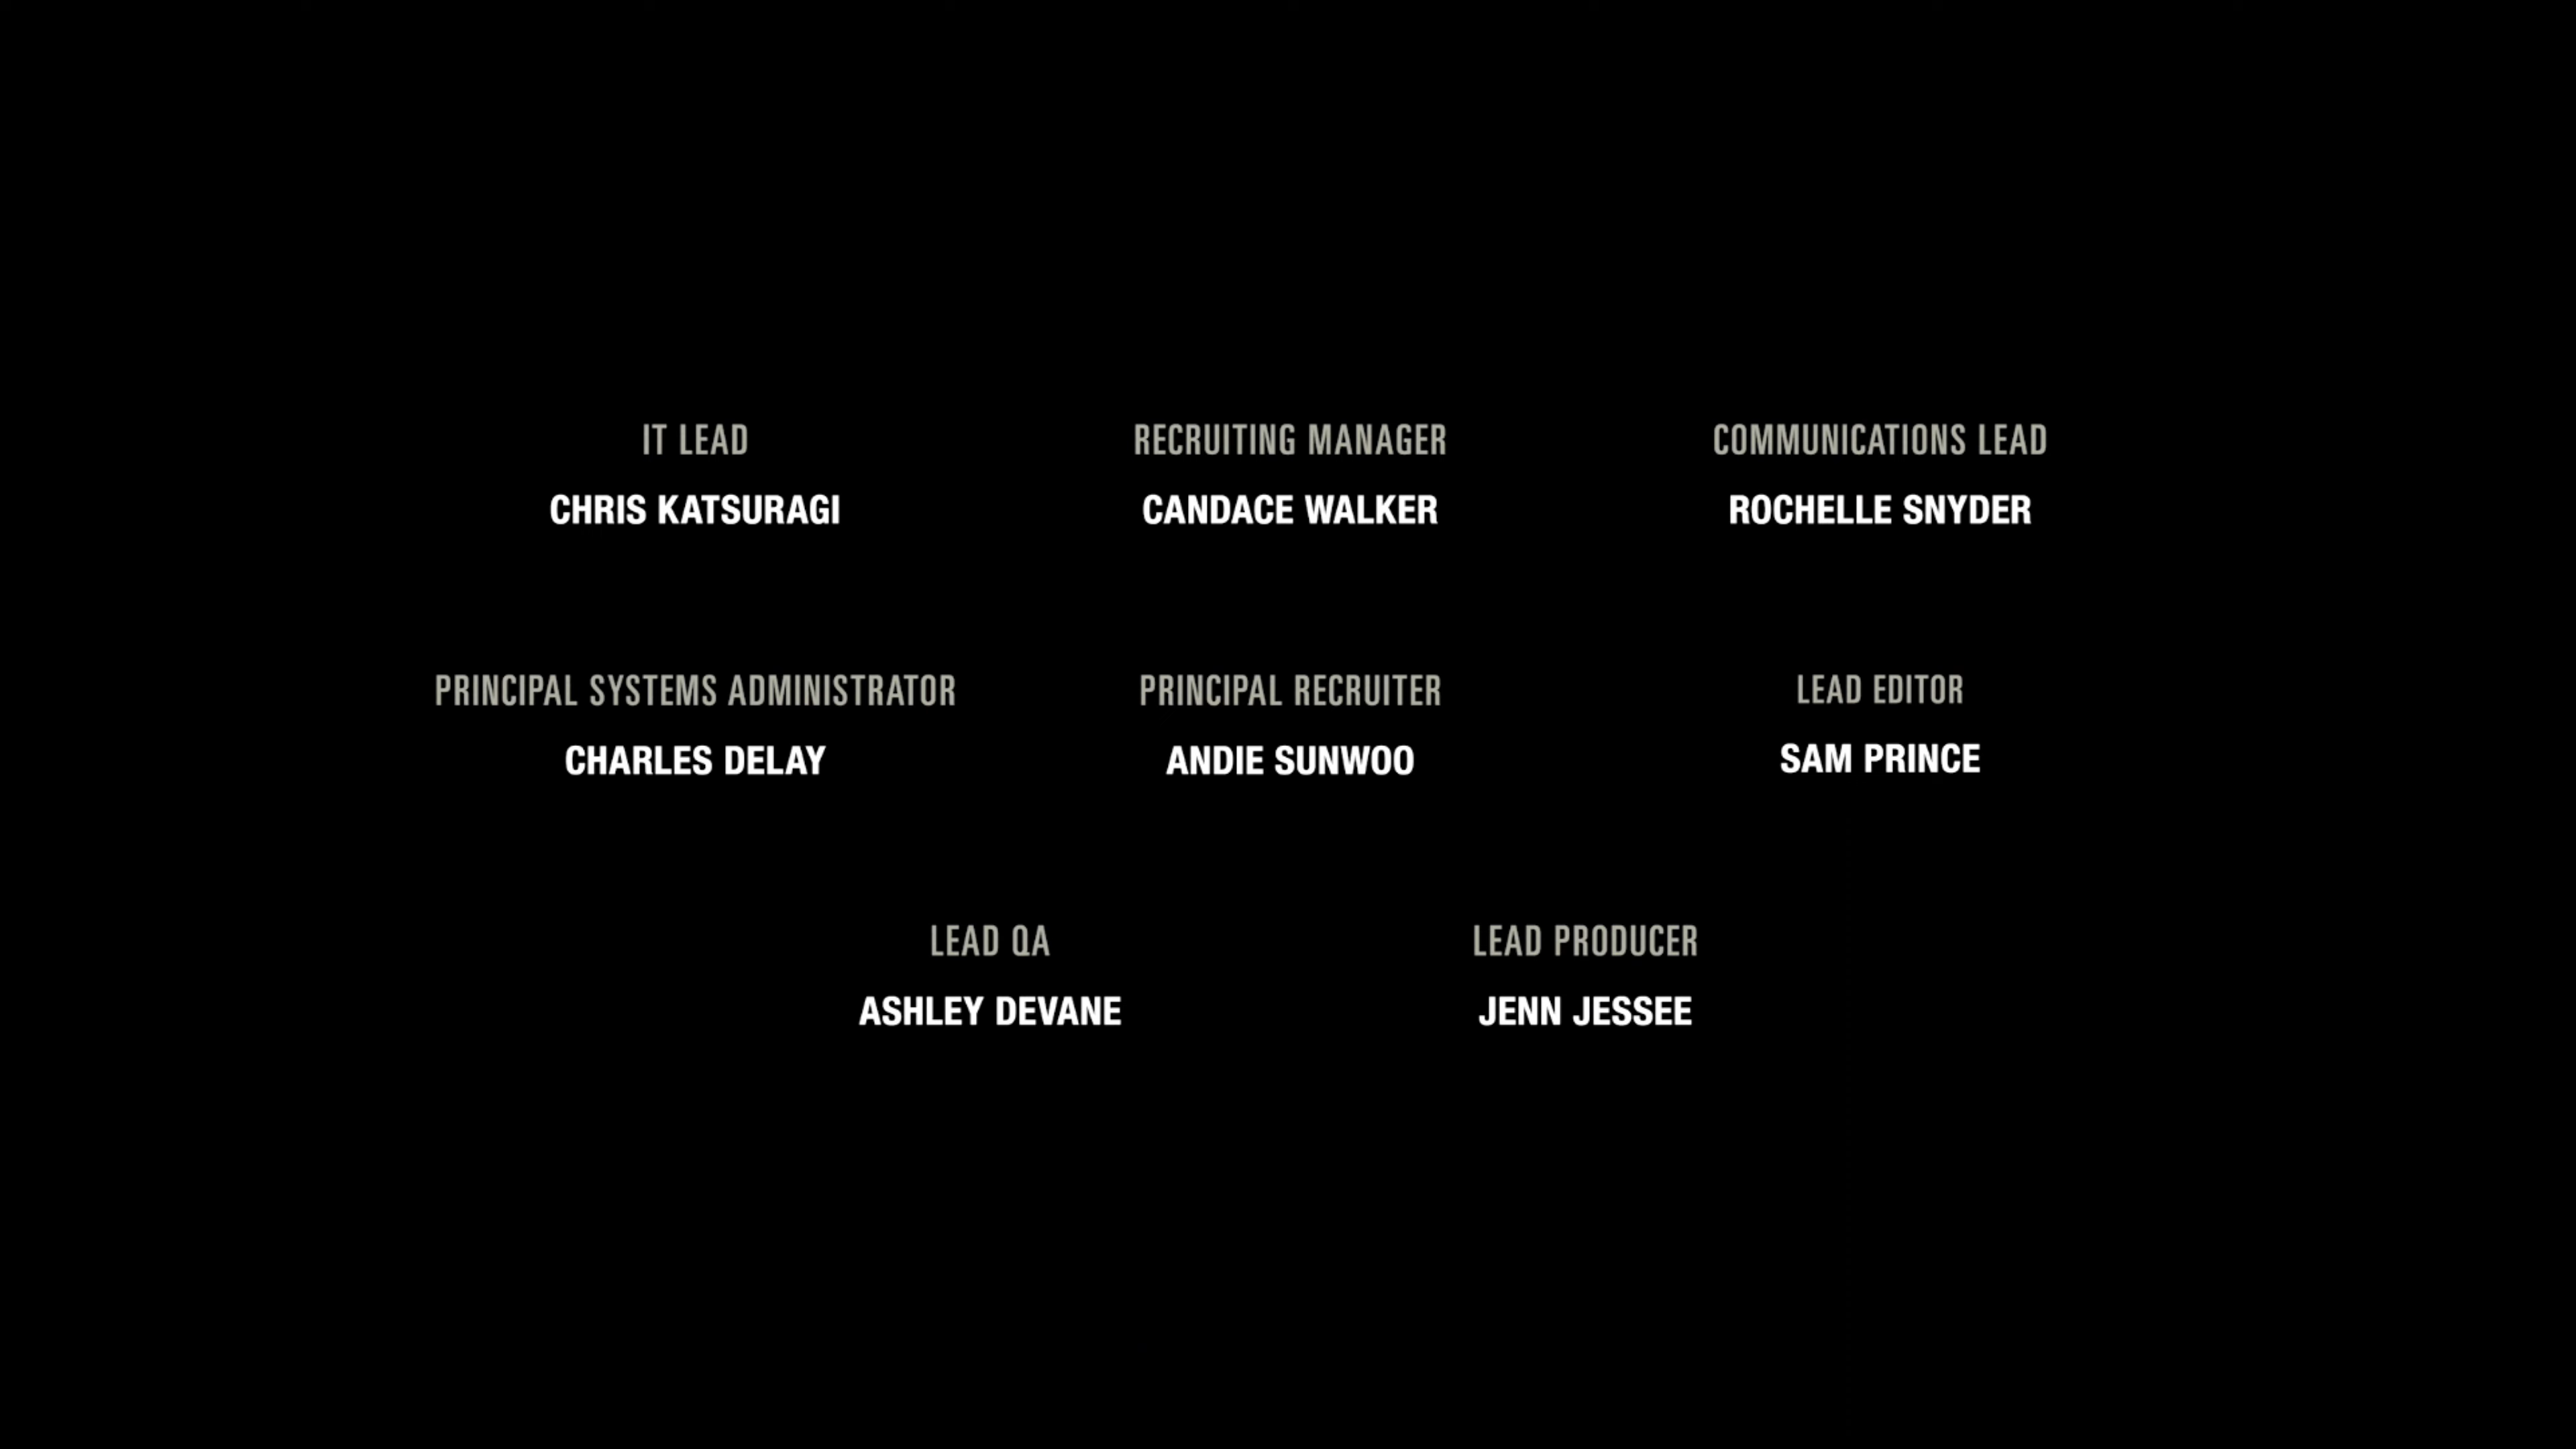 IT LEAD
CHRIS KATSURAGI
RECRUITING MANAGER
CANDACE WALKER
COMMUNICATIONS LEAD
ROCHELLE SNYDER
PRINCIPAL SYSTEMS ADMINISTRATOR
CHARLES DELAY
PRINCIPAL RECRUITER
ANDIE SUNWOO
LEAD EDITOR
SAM PRINCE
LEAD QA
ASHLEY DEVANE
LEAD PRODUCER
JENN JESSEE